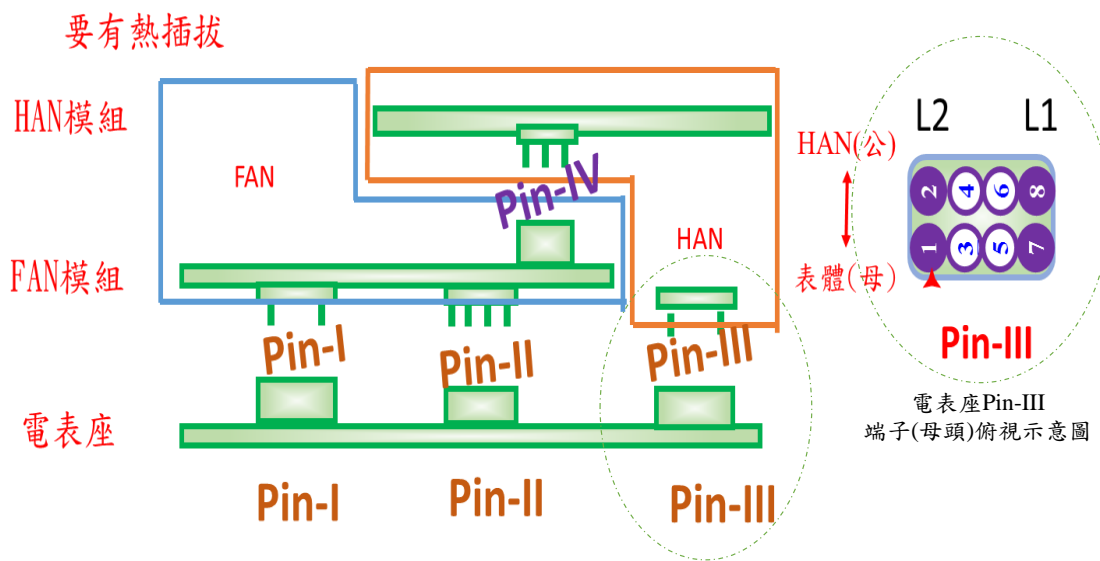 要有熱插拔
HAN模組
FAN
Pin-IV
HAN
FAN模組
Pin-I
Pin-II
Pin-III
電表座
Pin-I
Pin-II
Pin-III
L2
L1
HAN(公)
表體(母)
2
4
6
8
1
3
5
7
Pin-III
電表座Pin-III
端子(母頭)俯視示意圖